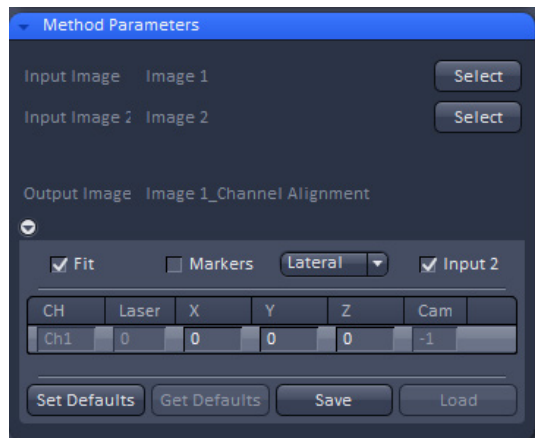 Method Parameters
Input Image Image 1 Select
Input Image 2 Image 2 Select
Output Image Image 1_Channel Alignment
Fit Markers Lateral Input 2
CH Laser X Y Z Cam
Ch1 0 0 0 0 -1
Set Defaults Get Defaults Save Load